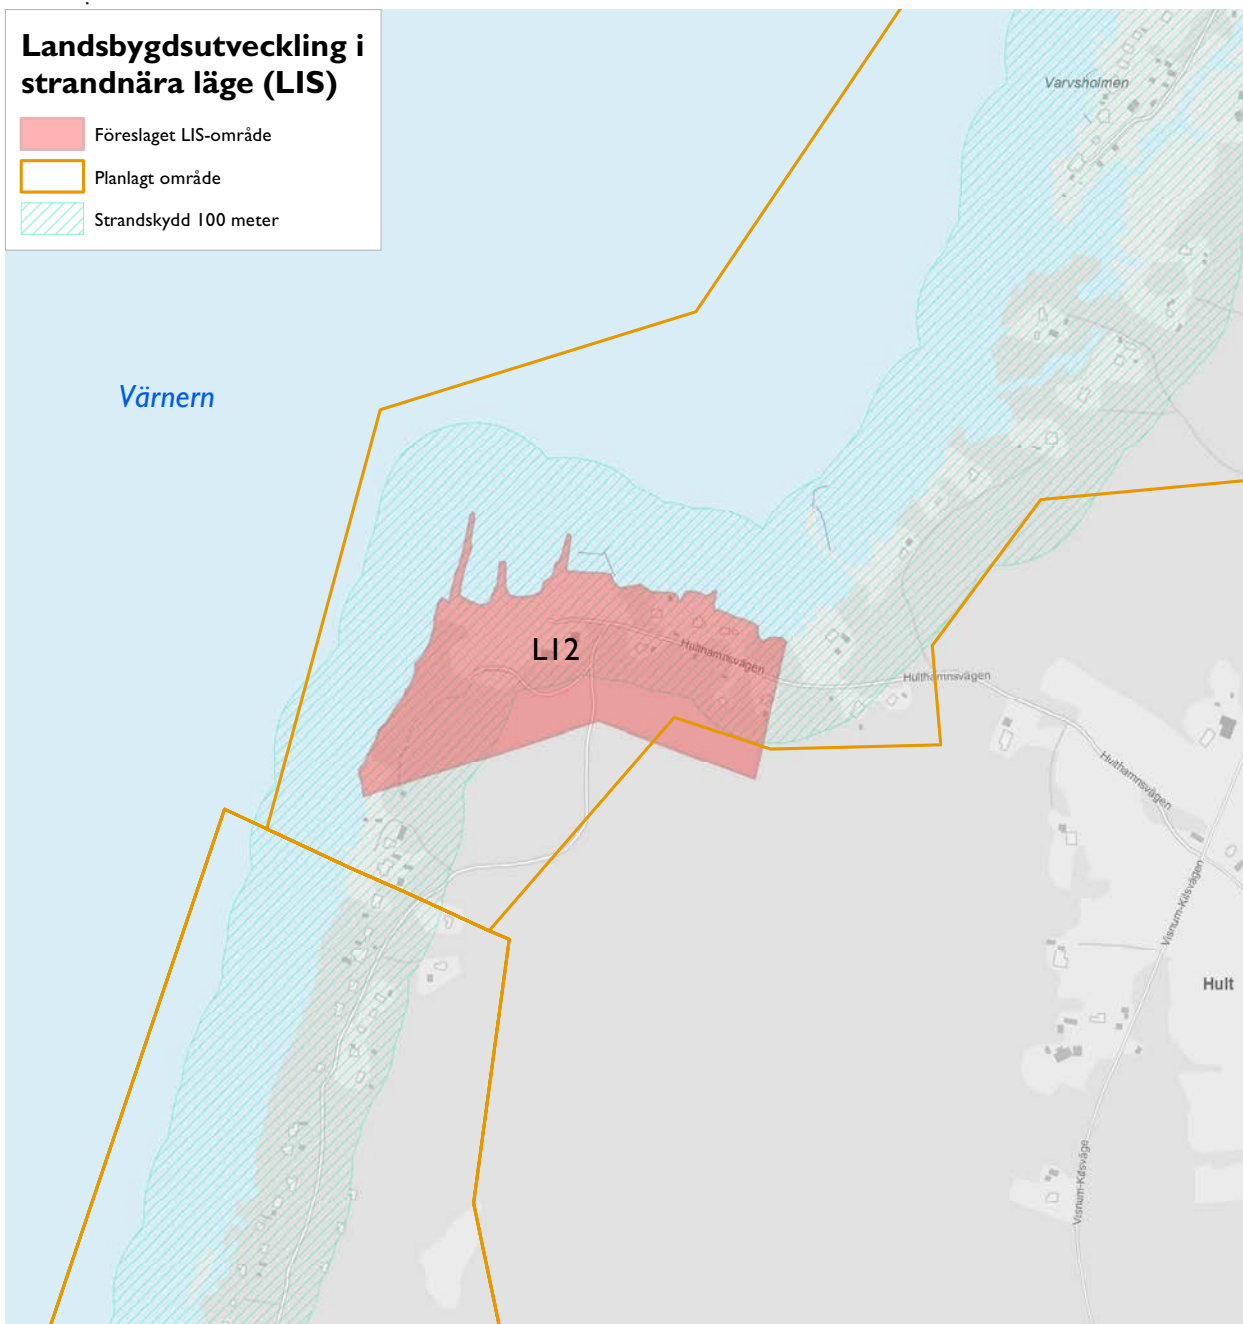 Landsbygdsutveckling i
strandnära läge (LIS)
Föreslaget LIS-område
Planlagt område
Strandskydd 100 meter
Varvsholmen
Värnern
L12
Hulthamnsvägen
Hulthamnsvägen
Hulthamnsvägen
Visnum-Kilsvägen
Hult
Visnum-Kilsväge